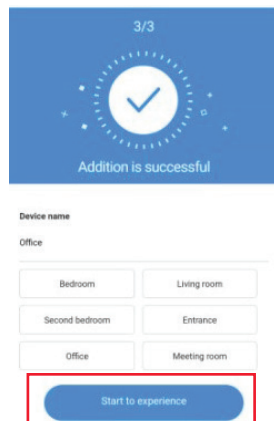 3/3
Addition is successful
Device name
Office
Bedroom
Living room
Second bedroom
Entrance
Office
Meeting room
Start to experience